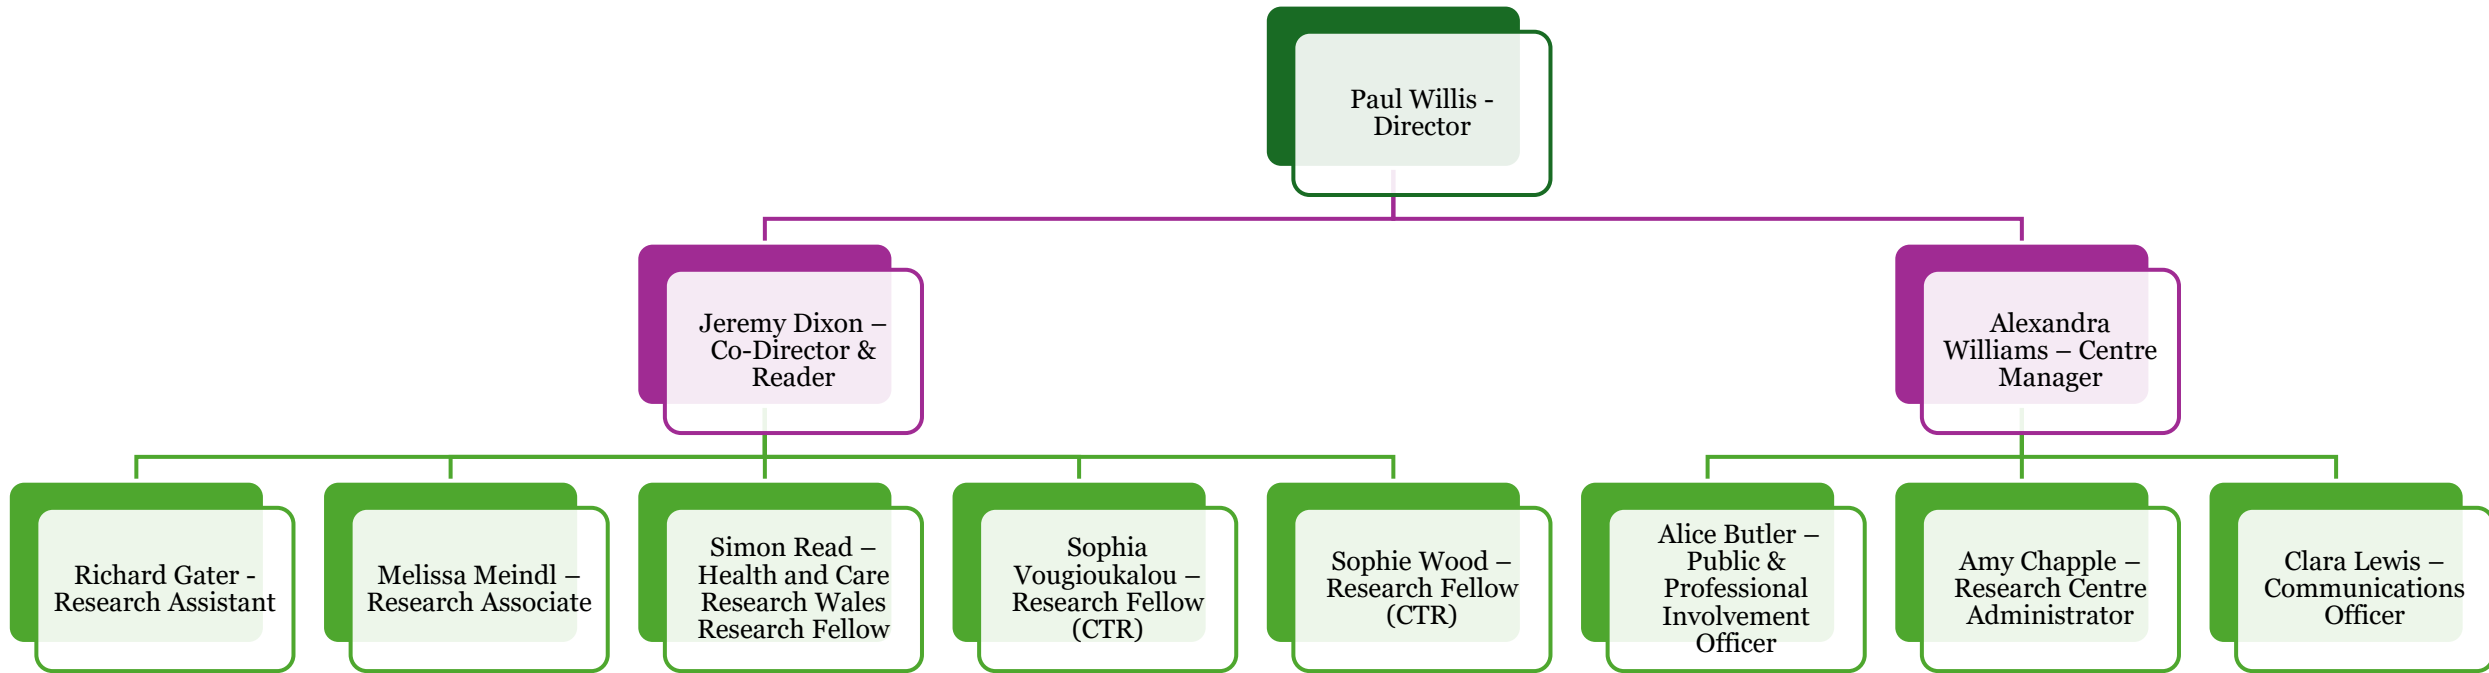 Paul Willis -
Director
Jeremy Dixon –
Co-Director &
Reader
Alexandra
Williams – Centre
Manager
Richard Gater -
Research Assistant
Melissa Meindl –
Research Associate
Simon Read –
Health and Care
Research Wales
Research Fellow
Sophia
Vougioukalou –
Research Fellow
(CTR)
Sophie Wood –
Research Fellow
(CTR)
Alice Butler –
Public &
Professional
Involvement
Officer
Amy Chapple –
Research Centre
Administrator
Clara Lewis –
Communications
Officer